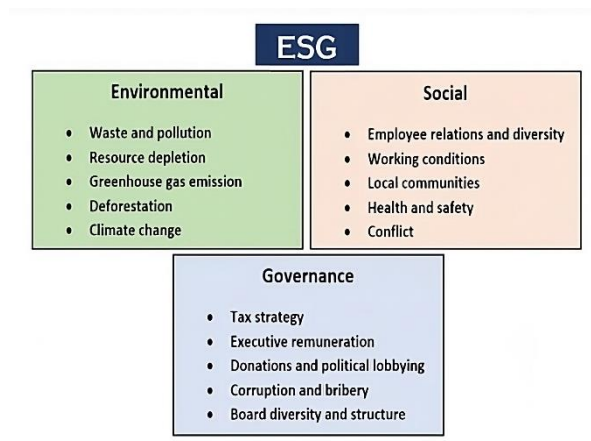 ESG
Environmental
• Waste and pollution
• Resource depletion
• Greenhouse gas emission
• Deforestation
• Climate change
Social
• Employee relations and diversity
• Working conditions
• Local communities
• Health and safety
• Conflict
Governance
• Tax strategy
• Executive remuneration
• Donations and political lobbying
• Corruption and bribery
• Board diversity and structure